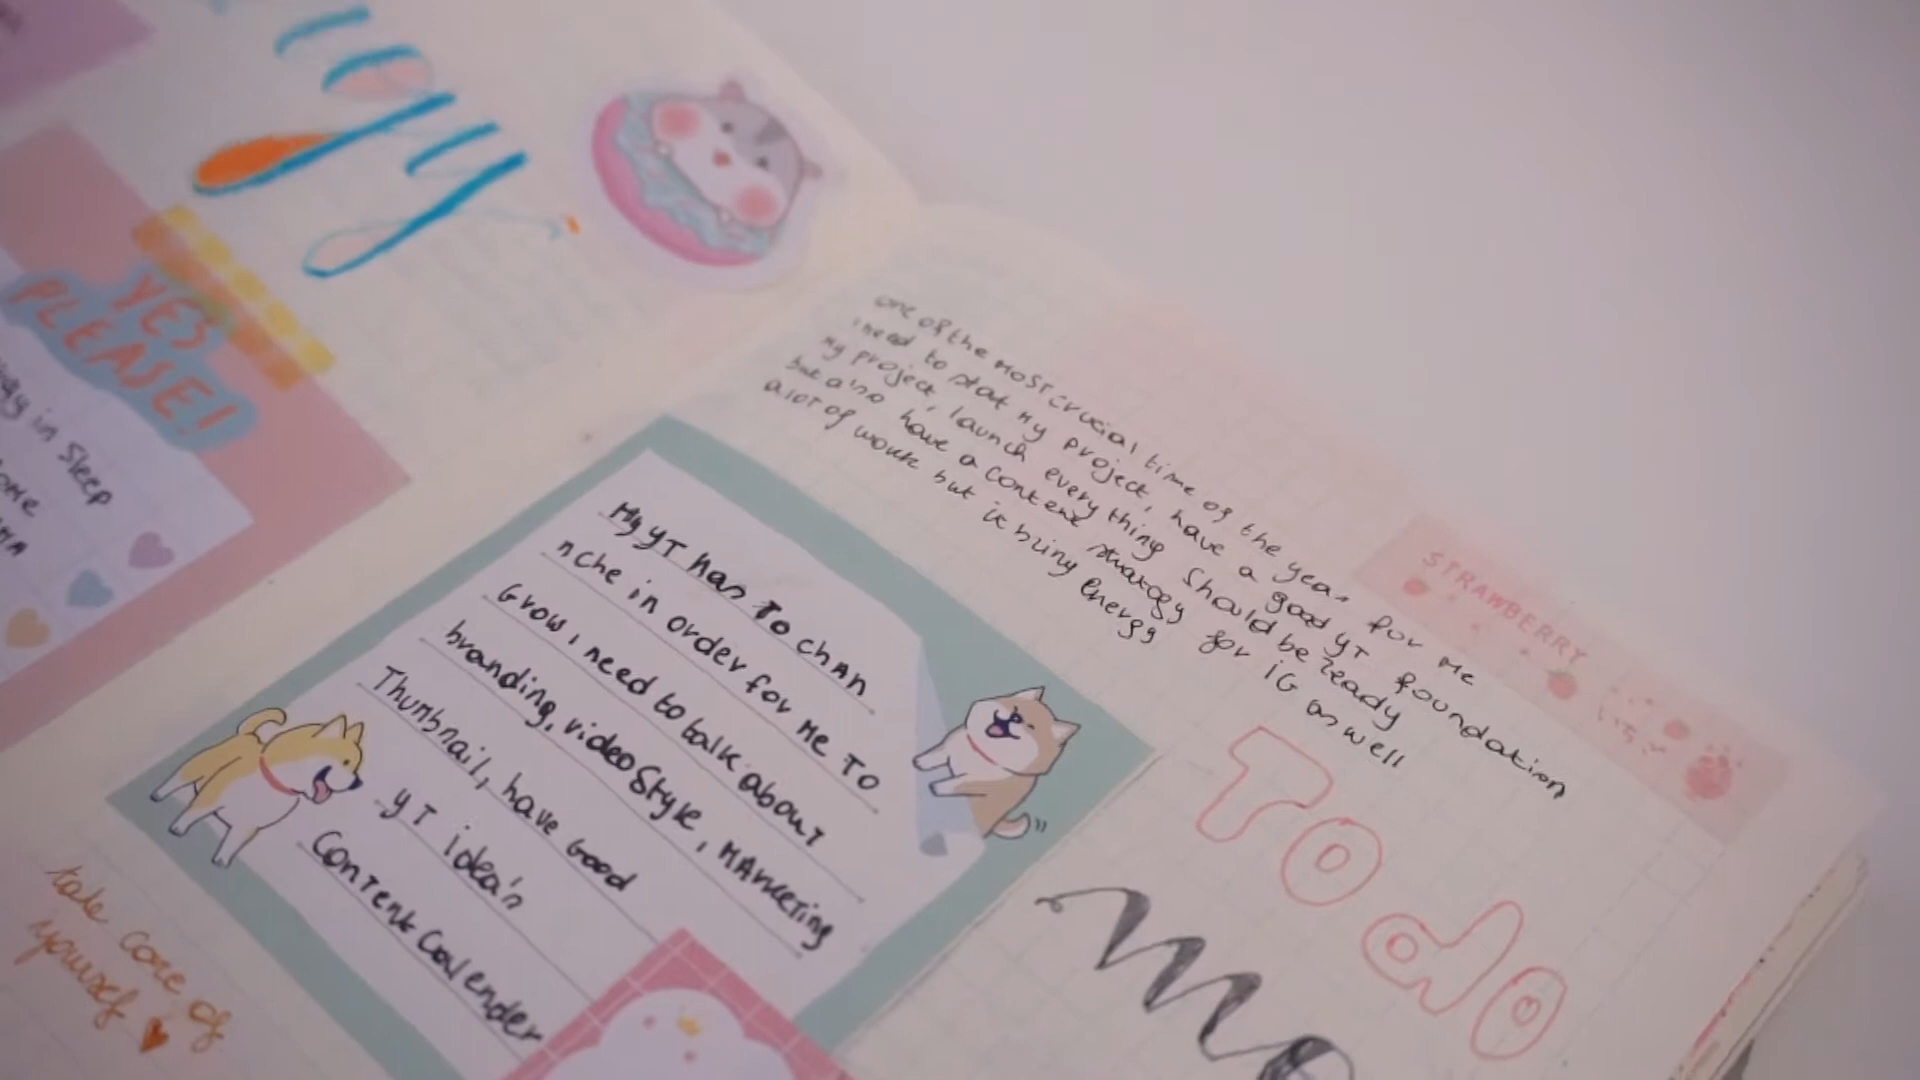 YES
PLEASE!
in Sleep
take care of
yourself
My YT has To chan
nche in order for Me To
Grow, i need to talk about
branding, video Style, MArketing
Thumbnail, have Good
YT idea's
Content Calender
one of the Most crucial time of the year for Me
i need to start My project, have a good YT foundation
My project, launch everything should be ready
but also have a content strategy for iG as well
a lot of work but it bring Energy
STRAWBERRY
いちご
To do